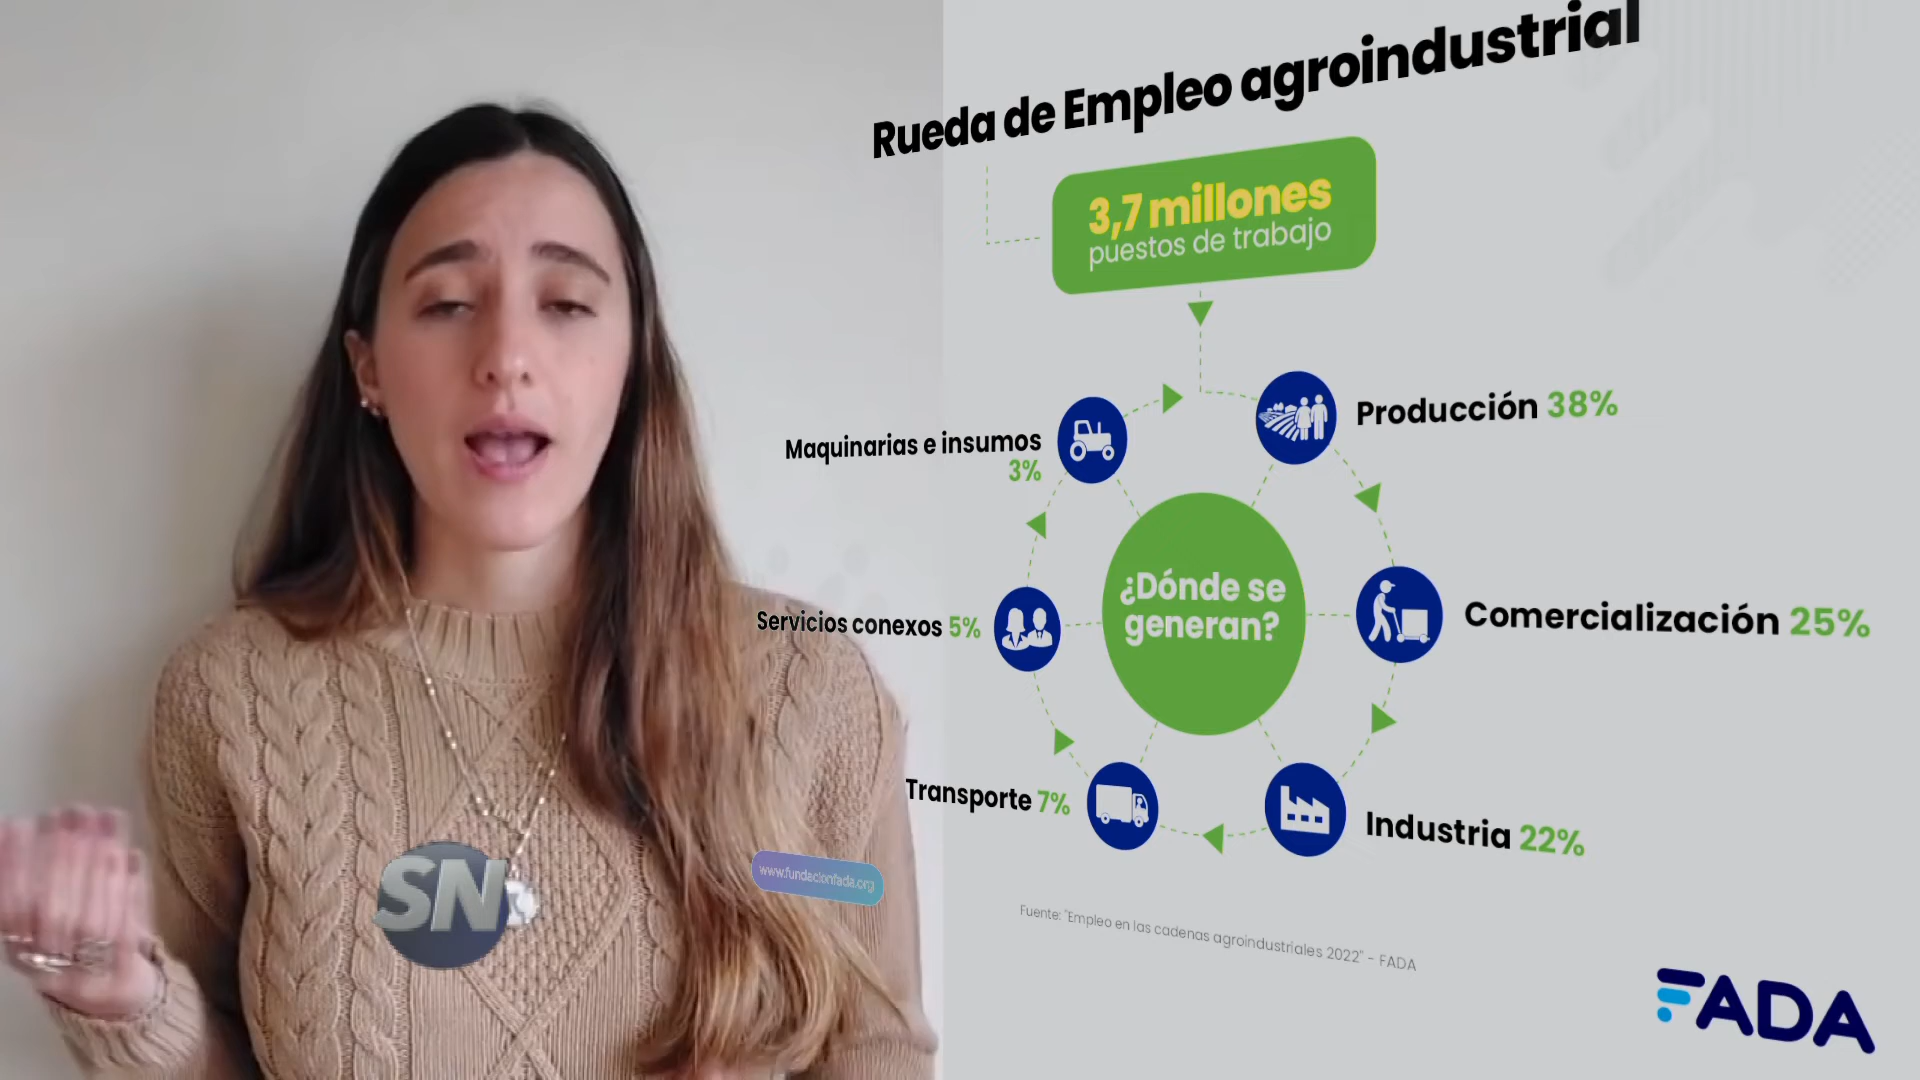 Rueda de Empleo agroindustrial
3,7 millones
puestos de trabajo
Producción 38%
Maquinarias e insumos
3%
¿Dónde se
generan?
Comercialización 25%
Servicios conexos 5%
Transporte 7%
Industria 22%
SN
www.fundacionfada.org
Fuente: "Empleo en las cadenas agroindustriales 2022" - FADA
FADA